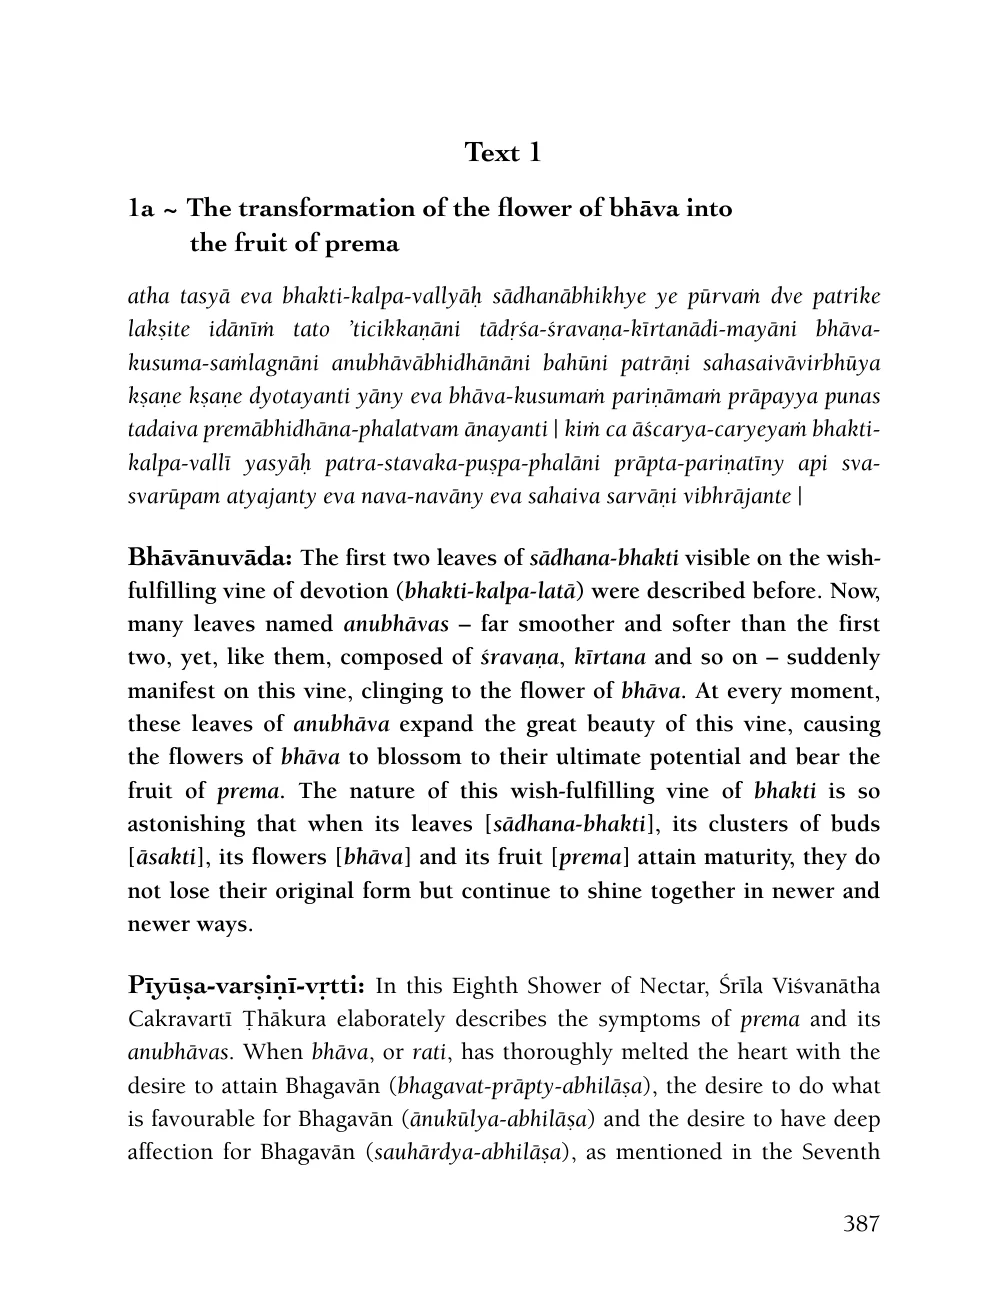 Text 1
1a ~ The transformation of the flower of bhāva into
the fruit of prema
atha tasyā eva bhakti-kalpa-vallyāḥ sādhanābhikhye ye pūrvaṁ dve patrike
lakṣite idānīṁ tato ’ticikkaṇāni tādṛśa-śravaṇa-kīrtanādi-mayāni bhāva-
kusuma-saṁlagnāni anubhāvābhidhānāni bahūni patrāṇi sahasaivāvirbhūya
kṣaṇe kṣaṇe dyotayanti yāny eva bhāva-kusumaṁ pariṇāmaṁ prāpayya punas
tadaiva premābhidhāna-phalatvam ānayanti | kiṁ ca āścarya-caryeyaṁ bhakti-
kalpa-vallī yasyāḥ patra-stavaka-puṣpa-phalāni prāpta-pariṇatīny api sva-
svarūpam atyajanty eva nava-navāny eva sahaiva sarvāṇi vibhrājante |
Bhāvānuvāda: The first two leaves of sādhana-bhakti visible on the wish-
fulfilling vine of devotion (bhakti-kalpa-latā) were described before. Now,
many leaves named anubhāvas – far smoother and softer than the first
two, yet, like them, composed of śravaṇa, kīrtana and so on – suddenly
manifest on this vine, clinging to the flower of bhāva. At every moment,
these leaves of anubhāva expand the great beauty of this vine, causing
the flowers of bhāva to blossom to their ultimate potential and bear the
fruit of prema. The nature of this wish-fulfilling vine of bhakti is so
astonishing that when its leaves [sādhana-bhakti], its clusters of buds
[āsakti], its flowers [bhāva] and its fruit [prema] attain maturity, they do
not lose their original form but continue to shine together in newer and
newer ways.
Pīyūṣa-varṣiṇī-vṛtti: In this Eighth Shower of Nectar, Śrīla Viśvanātha
Cakravartī Ṭhākura elaborately describes the symptoms of prema and its
anubhāvas. When bhāva, or rati, has thoroughly melted the heart with the
desire to attain Bhagavān (bhagavat-prāpty-abhilāṣa), the desire to do what
is favourable for Bhagavān (ānukūlya-abhilāṣa) and the desire to have deep
affection for Bhagavān (sauhārdya-abhilāṣa), as mentioned in the Seventh
387